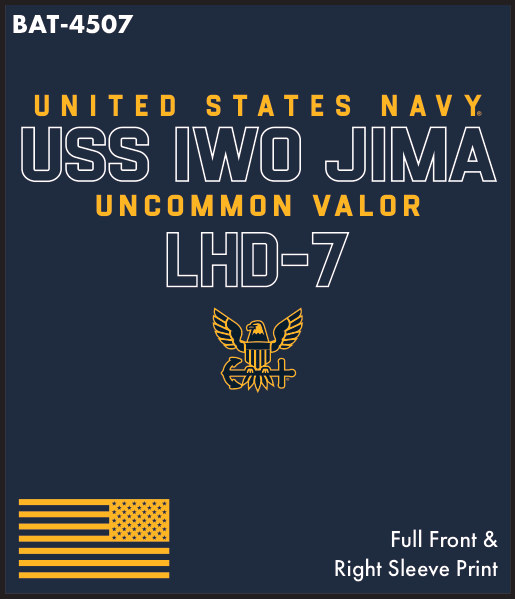 BAT-4507
UNITED STATES NAVY®
USS IWO JIMA
UNCOMMON VALOR
LHD-7
Full Front &
Right Sleeve Print